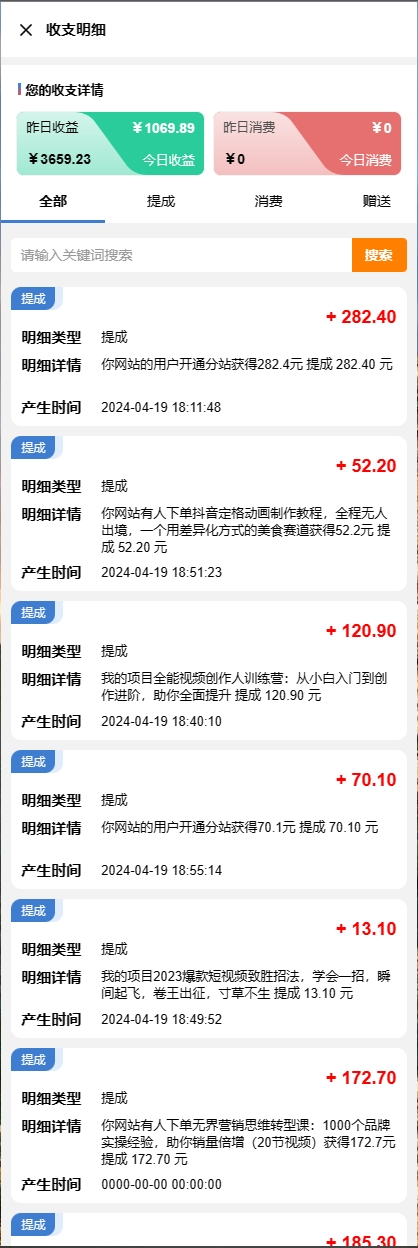 收支明细
您的收支详情
昨日收益 ￥1069.89
￥3659.23 今日收益
昨日消费 ￥0
￥0 今日消费
全部 提成 消费 赠送
请输入关键词搜索 搜索
提成
+ 282.40
明细类型 提成
明细详情 你网站的用户开通分站获得282.4元 提成 282.40 元
产生时间 2024-04-19 18:11:48
提成
+ 52.20
明细类型 提成
明细详情 你网站有人下单抖音定格动画制作教程，全程无人
出境，一个用差异化方式的美食赛道获得52.2元 提
成 52.20 元
产生时间 2024-04-19 18:51:23
提成
+ 120.90
明细类型 提成
明细详情 我的项目全能视频创作人训练营：从小白入门到创
作进阶，助你全面提升 提成 120.90 元
产生时间 2024-04-19 18:40:10
提成
+ 70.10
明细类型 提成
明细详情 你网站的用户开通分站获得70.1元 提成 70.10 元
产生时间 2024-04-19 18:55:14
提成
+ 13.10
明细类型 提成
明细详情 我的项目2023爆款短视频致胜招法，学会一招，瞬
间起飞，卷王出征，寸草不生 提成 13.10 元
产生时间 2024-04-19 18:49:52
提成
+ 172.70
明细类型 提成
明细详情 你网站有人下单无界营销思维转型课：1000个品牌
实操经验，助你销量倍增（20节视频）获得172.7元
提成 172.70 元
产生时间 0000-00-00 00:00:00
提成
+ 185.30